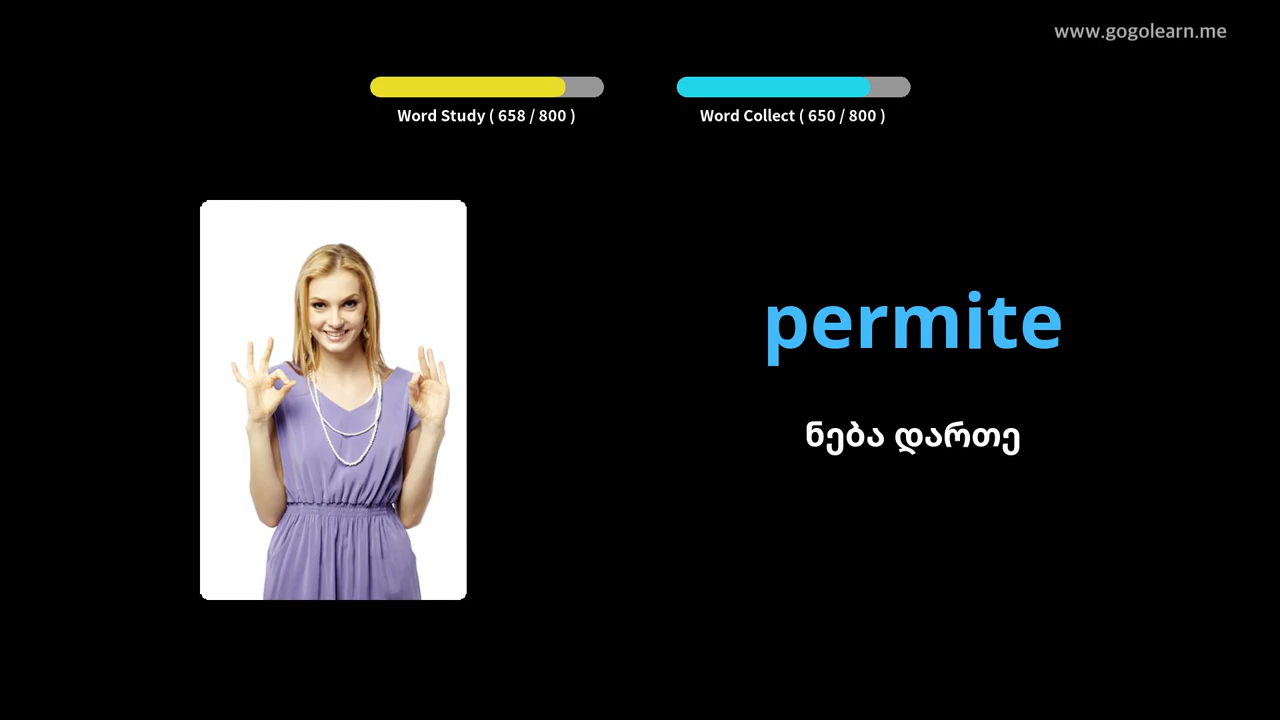 www.gogolearn.me
Word Study ( 658 / 800 )
Word Collect ( 650 / 800 )
permite
ნება დართე